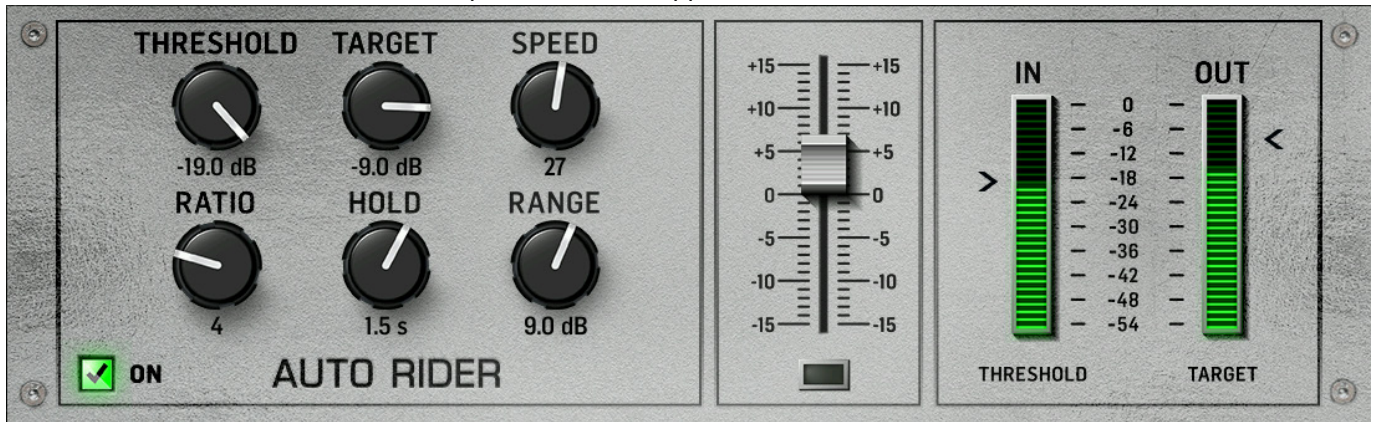 THRESHOLD TARGET SPEED
-19.0 dB -9.0 dB 27
RATIO HOLD RANGE
4 1.5 s 9.0 dB
ON AUTO RIDER
+15 +15
+10 +10
+5 +5
0 0
-5 -5
-10 -10
-15 -15
IN OUT
0
-6
-12
-18
-24
-30
-36
-42
-48
-54
THRESHOLD TARGET